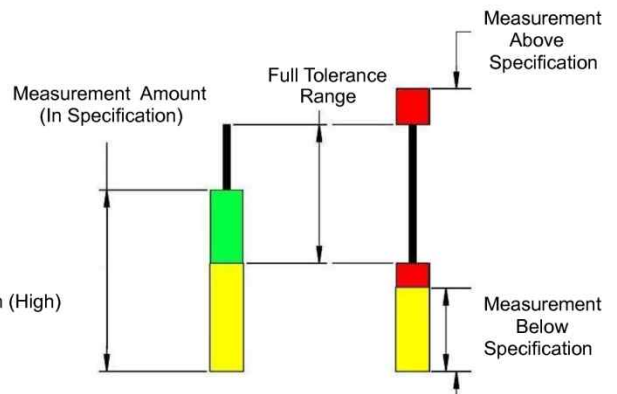 Measurement
Above
Specification
Full Tolerance
Range
Measurement Amount
(In Specification)
(High)
Measurement
Below
Specification